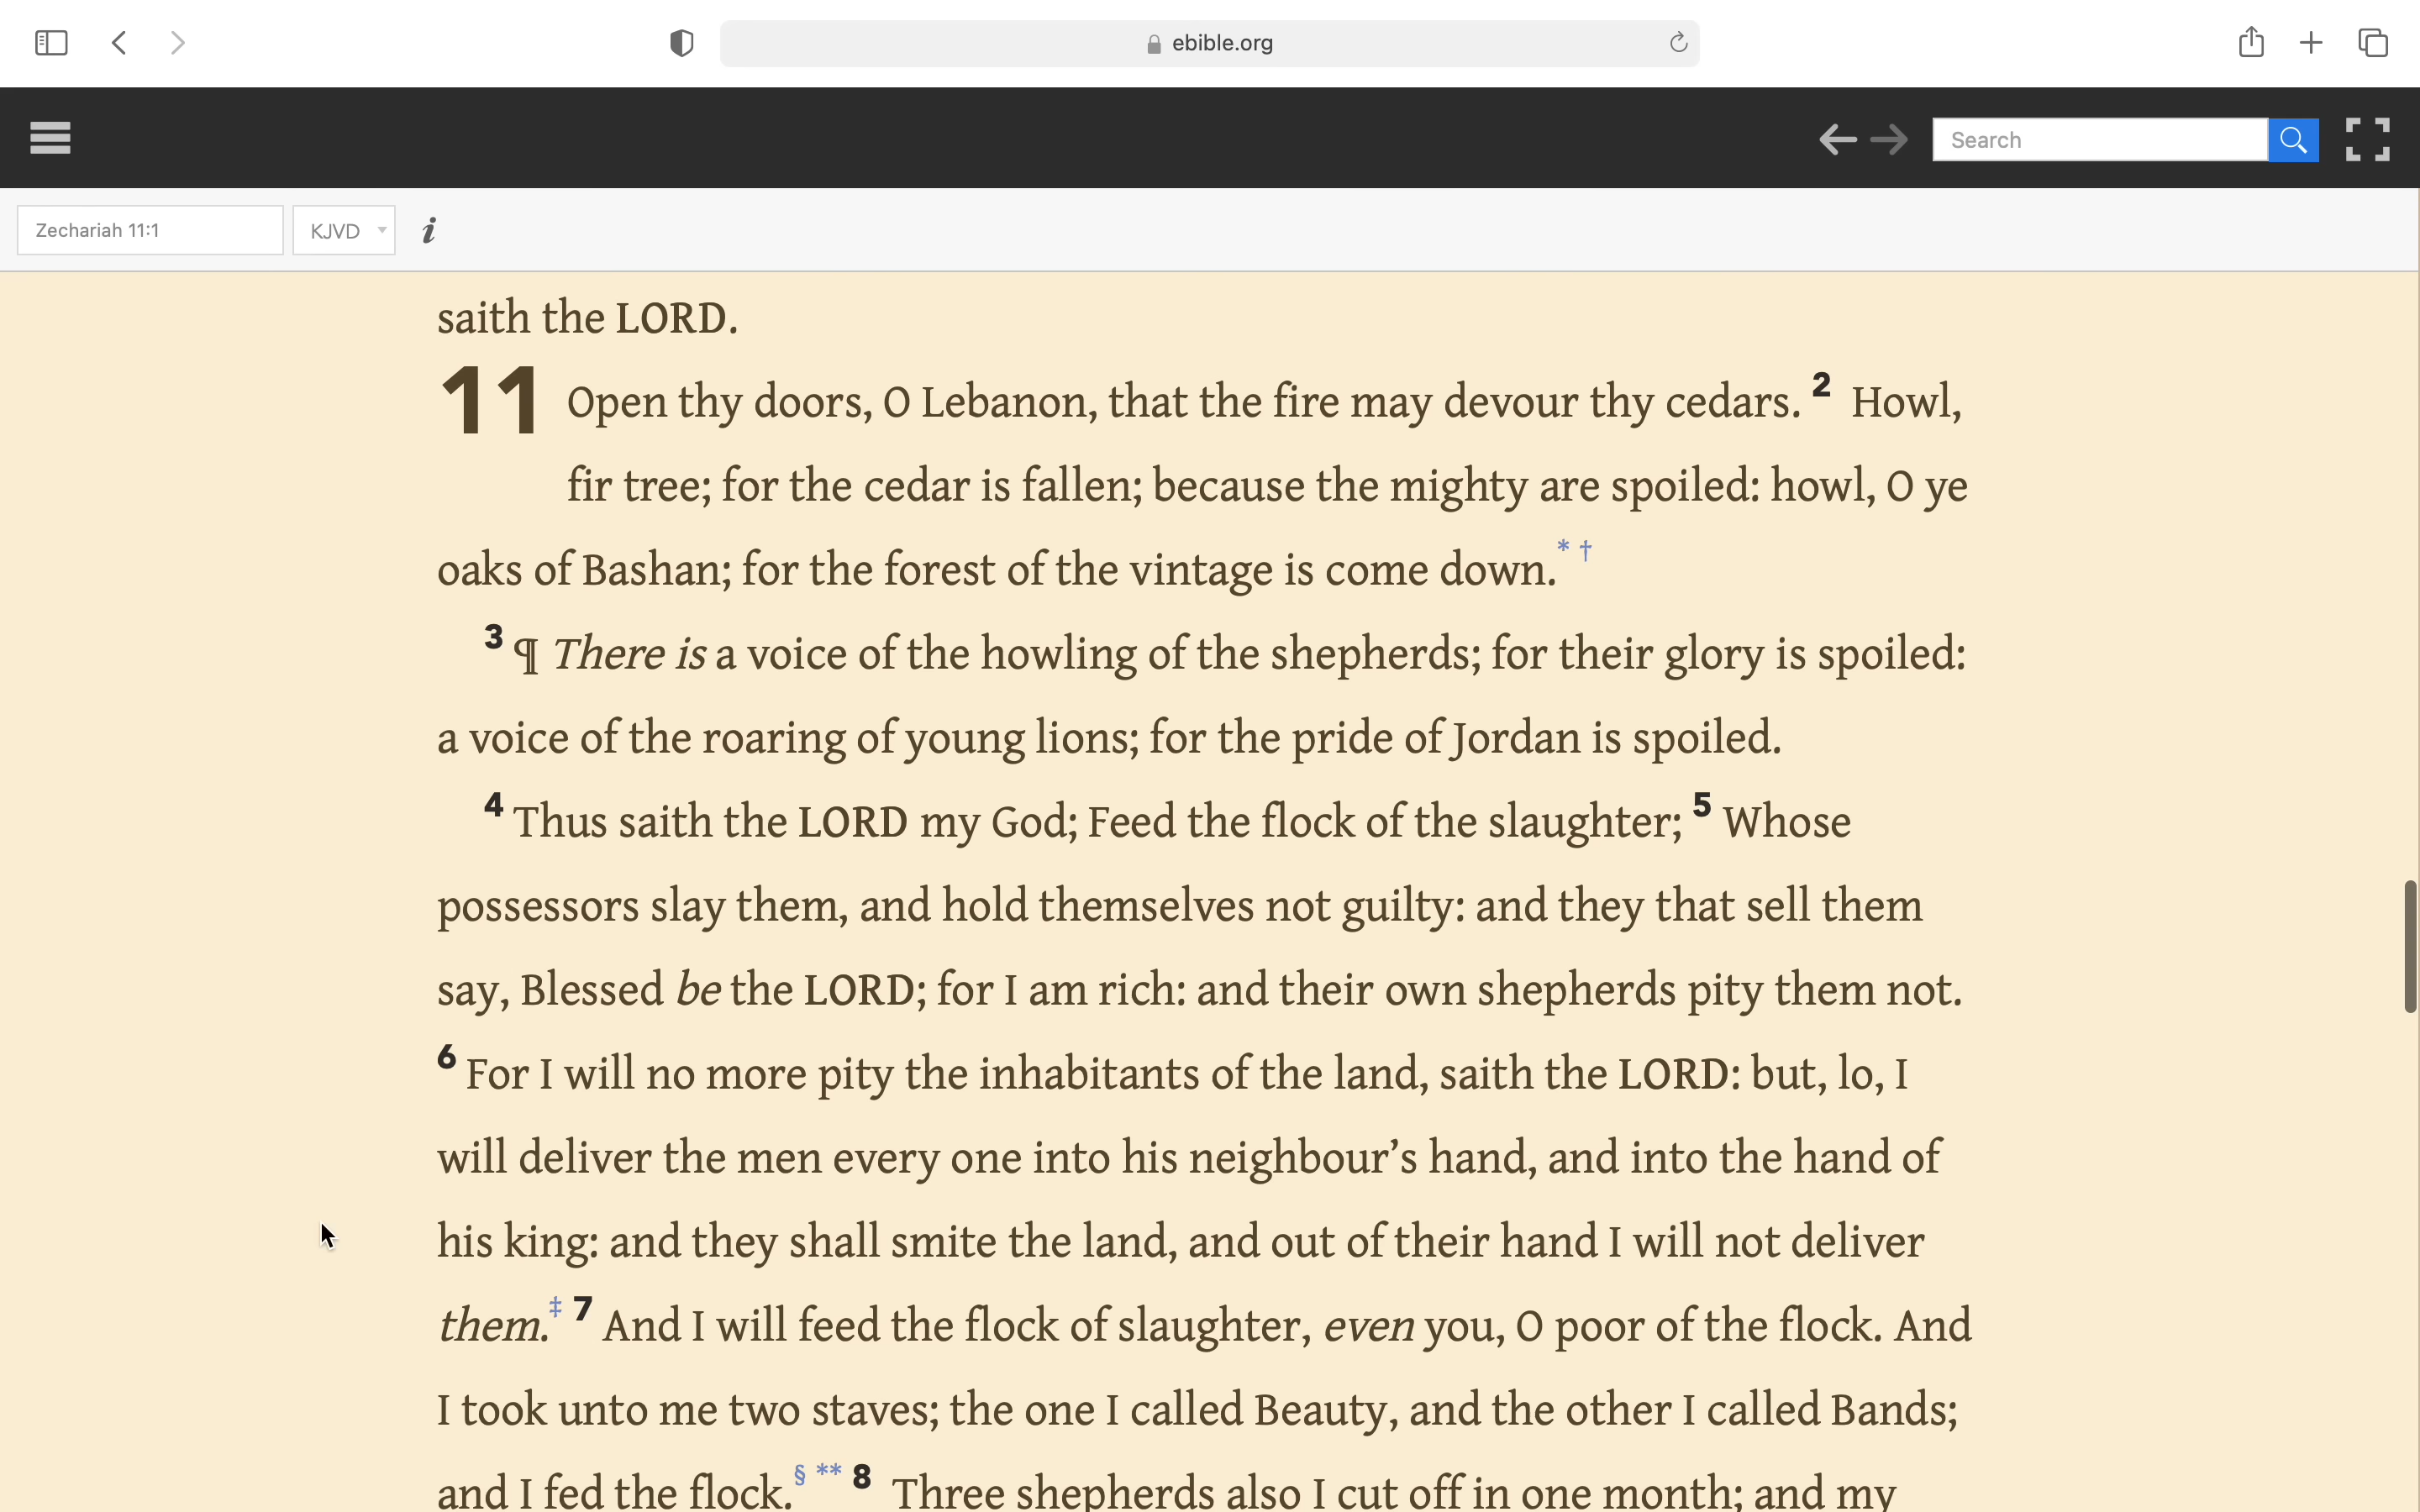 ebible.org
Search
Zechariah 11:1 KJVD i
saith the LORD.
11 Open thy doors, O Lebanon, that the fire may devour thy cedars. 2 Howl,
fir tree; for the cedar is fallen; because the mighty are spoiled: howl, O ye
oaks of Bashan; for the forest of the vintage is come down.* †
3 ¶ There is a voice of the howling of the shepherds; for their glory is spoiled:
a voice of the roaring of young lions; for the pride of Jordan is spoiled.
4 Thus saith the LORD my God; Feed the flock of the slaughter; 5 Whose
possessors slay them, and hold themselves not guilty: and they that sell them
say, Blessed be the LORD; for I am rich: and their own shepherds pity them not.
6 For I will no more pity the inhabitants of the land, saith the LORD: but, lo, I
will deliver the men every one into his neighbour’s hand, and into the hand of
his king: and they shall smite the land, and out of their hand I will not deliver
them.‡ 7 And I will feed the flock of slaughter, even you, O poor of the flock. And
I took unto me two staves; the one I called Beauty, and the other I called Bands;
and I fed the flock.§ ** 8 Three shepherds also I cut off in one month; and my